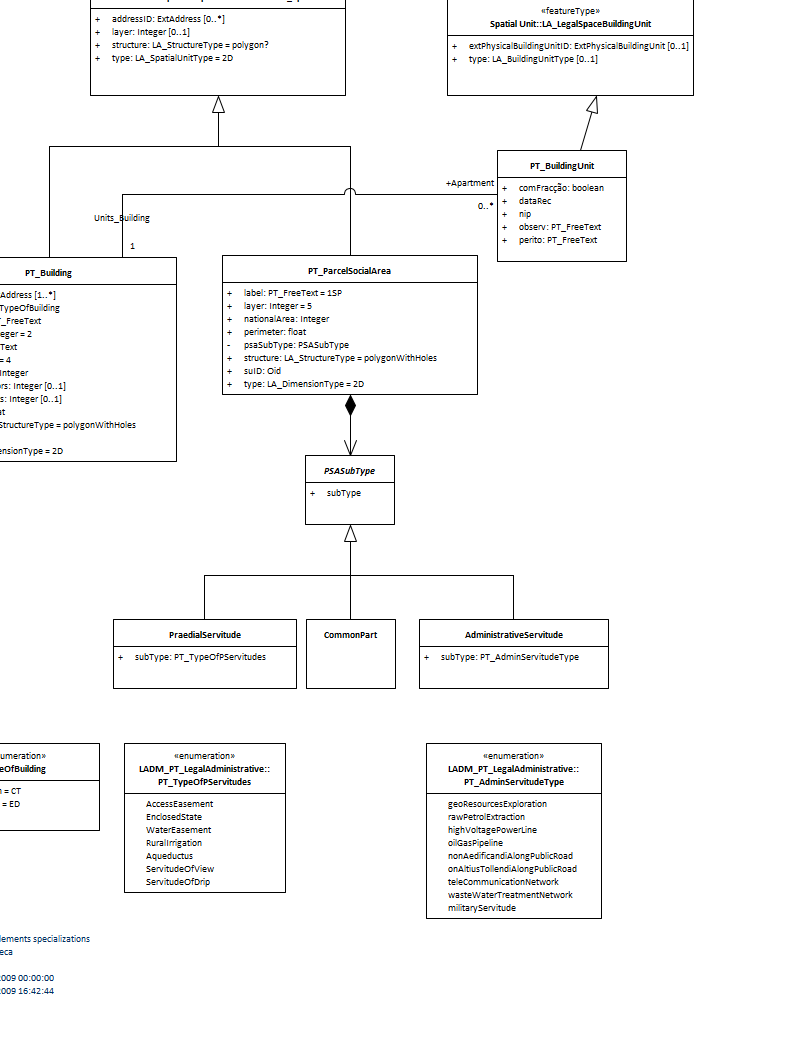 + addressID: ExtAddress [0..*]
+ layer: Integer [0..1]
+ structure: LA_StructureType = polygon?
+ type: LA_SpatialUnitType = 2D
«featureType»
Spatial Unit::LA_LegalSpaceBuildingUnit
+ extPhysicalBuildingUnitID: ExtPhysicalBuildingUnit [0..1]
+ type: LA_BuildingUnitType [0..1]
PT_BuildingUnit
+ comFracção: boolean
+ dataRec
+ nip
+ observ: PT_FreeText
+ perito: PT_FreeText
+Apartment
0..*
Units_Building
1
PT_Building
Address [1..*]
TypeOfBuilding
_FreeText
eger = 2
Text
= 4
Integer
rs: Integer [0..1]
s: Integer [0..1]
at
StructureType = polygonWithHoles
ensionType = 2D
PT_ParcelSocialArea
+ label: PT_FreeText = 1SP
+ layer: Integer = 5
+ nationalArea: Integer
+ perimeter: float
- psaSubType: PSASubType
+ structure: LA_StructureType = polygonWithHoles
+ suID: Oid
+ type: LA_DimensionType = 2D
PSASubType
+ subType
PraedialServitude
+ subType: PT_TypeOfPServitudes
CommonPart
AdministrativeServitude
+ subType: PT_AdminServitudeType
umeration»
eOfBuilding
= CT
= ED
«enumeration»
LADM_PT_LegalAdministrative::
PT_TypeOfPServitudes
AccessEasement
EnclosedState
WaterEasement
RuralIrrigation
Aqueductus
ServitudeOfView
ServitudeOfDrip
«enumeration»
LADM_PT_LegalAdministrative::
PT_AdminServitudeType
geoResourcesExploration
rawPetrolExtraction
highVoltagePowerLine
oilGasPipeline
nonAedificandiAlongPublicRoad
onAltiusTollendiAlongPublicRoad
teleCommunicationNetwork
wasteWaterTreatmentNetwork
militaryServitude
lements specializations
eca
009 00:00:00
009 16:42:44